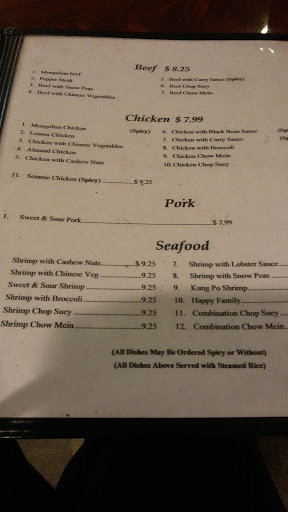 Beef $ 8.25
1. Mongolian beef
2. Pepper Steak
3. Beef with Snow Peas
4. Beef with Chinese Vegetables
5. Beef with Curry Sauce (Spicy)
6. Beef Chop Suey
7. Beef Chow Mein
Chicken $ 7.99
1. Mongolian Chicken (Spicy)
2. Lemon Chicken
3. Chicken with Chinese Vegetables
4. Almond Chicken
5. Chicken with Cashew Nuts
6. Chicken with Black Bean Sauce
7. Chicken with Curry Sauce
8. Chicken with Broccoli
9. Chicken Chow Mein
10. Chicken Chop Suey
11. Sesame Chicken (Spicy)..............$9.25
Pork
1. Sweet & Sour Pork..............$ 7.99
Seafood
Shrimp with Cashew Nuts..............$ 9.25
Shrimp with Chinese Veg..............9.25
Sweet & Sour Shrimp..............9.25
Shrimp with Broccoli..............9.25
Shrimp Chop Suey..............9.25
Shrimp Chow Mein..............9.25
7. Shrimp with Lobster Sauce
8. Shrimp with Snow Peas
9. Kung Po Shrimp
10. Happy Family
11. Combination Chop Suey
12. Combination Chow Mein
(All Dishes May Be Ordered Spicy or Without)
(All Dishes Above Served with Steamed Rice)